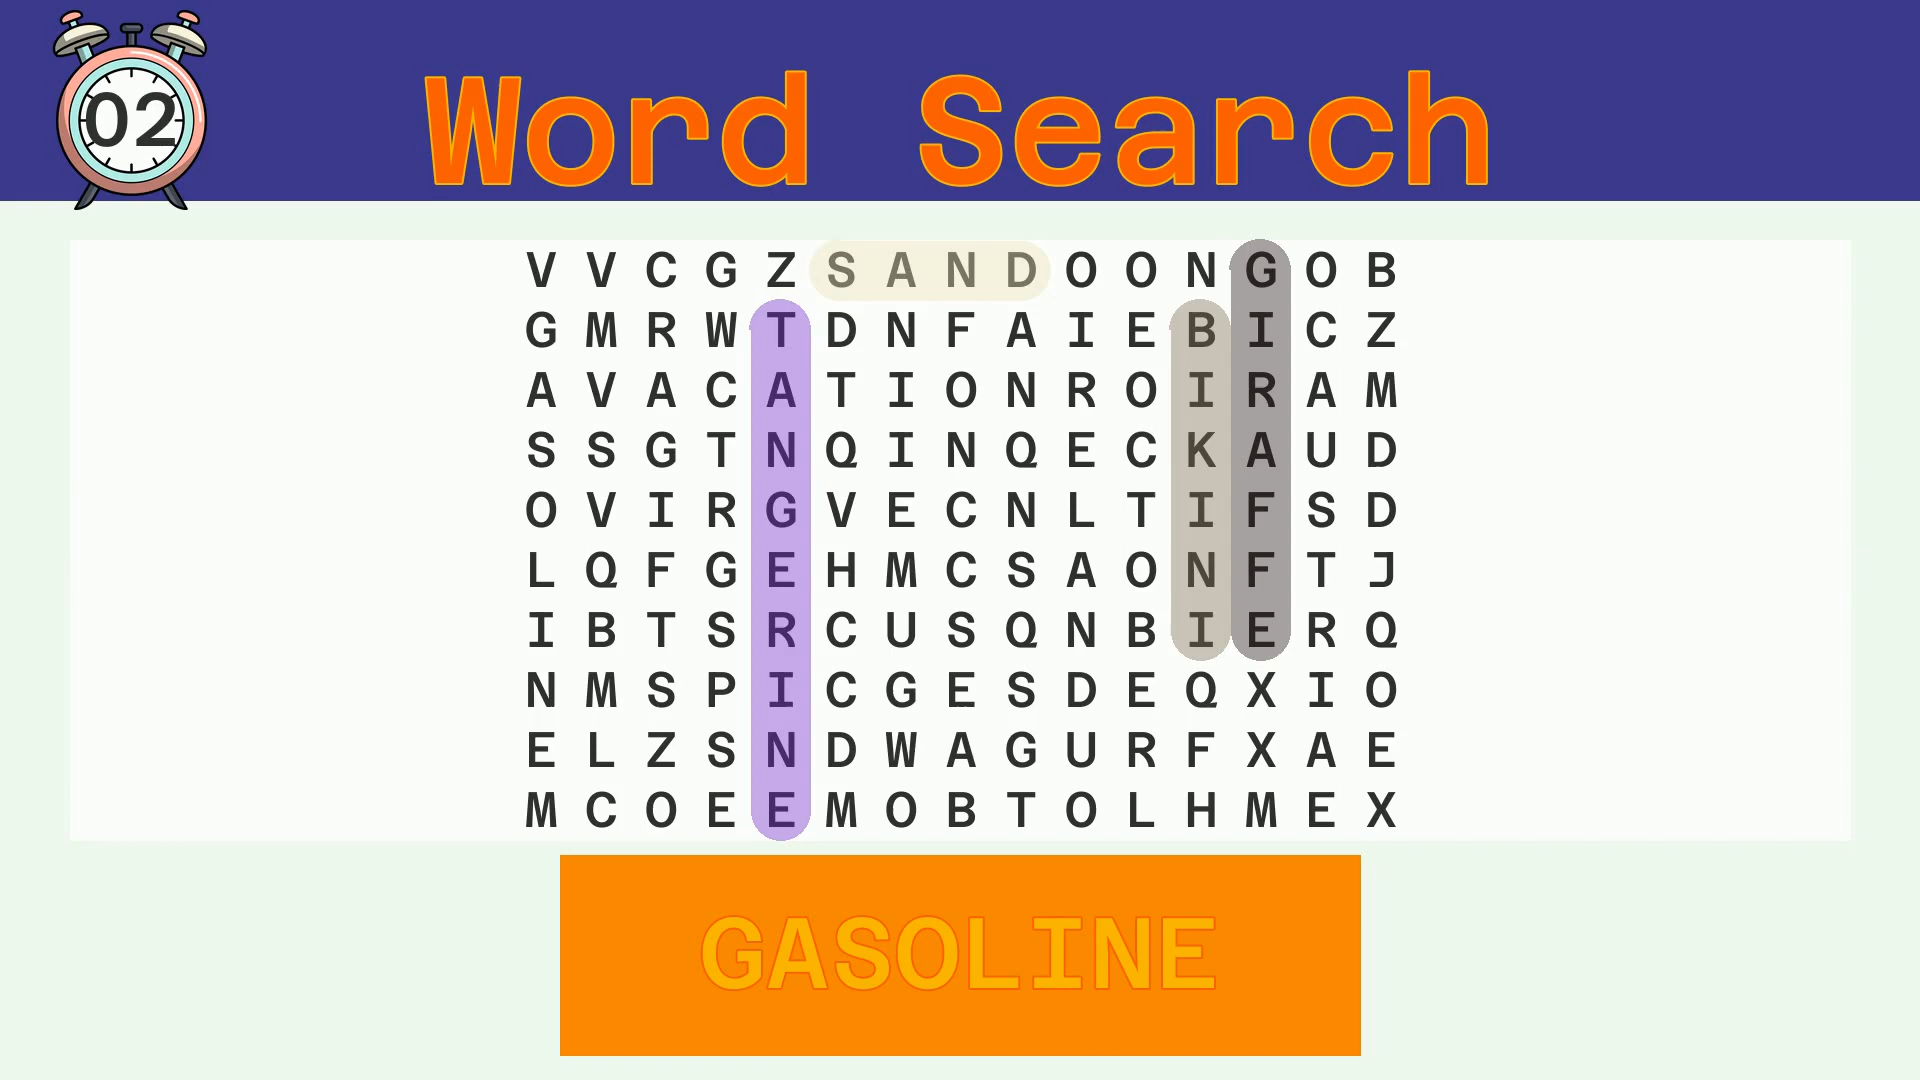 02
Word Search
V V C G Z S A N D O O N G O B
G M R W T D N F A I E B I C Z
A V A C A T I O N R O I R A M
S S G T N Q I N Q E C K A U D
O V I R G V E C N L T I F S D
L Q F G E H M C S A O N F T J
I B T S R C U S Q N B I E R Q
N M S P I C G E S D E Q X I O
E L Z S N D W A G U R F X A E
M C O E E M O B T O L H M E X
GASOLINE